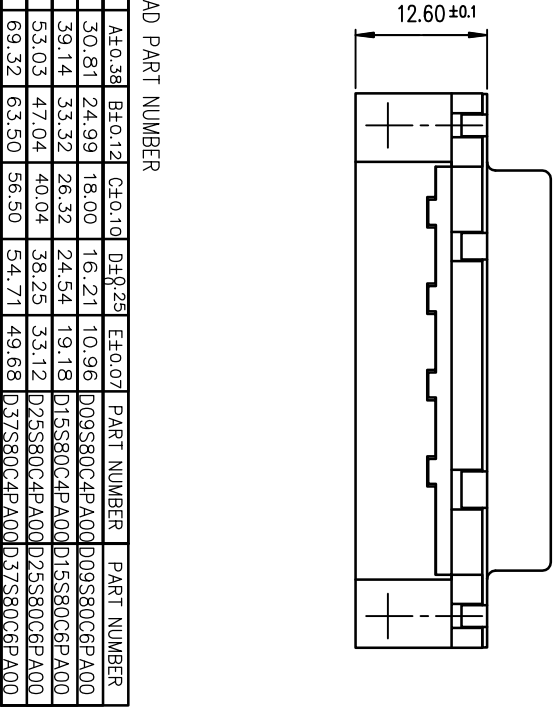 12.60 ±0.1
AD PART NUMBER
A±0.38 B±0.12 C±0.10 D±0.25 E±0.07 PART NUMBER PART NUMBER
30.81 24.99 18.00 16.21 10.96 D09S80C4PA00 D09S80C6PA00
39.14 33.32 26.32 24.54 19.18 D15S80C4PA00 D15S80C6PA00
53.03 47.04 40.04 38.25 33.12 D25S80C4PA00 D25S80C6PA00
69.32 63.50 56.50 54.71 49.68 D37S80C4PA00 D37S80C6PA00